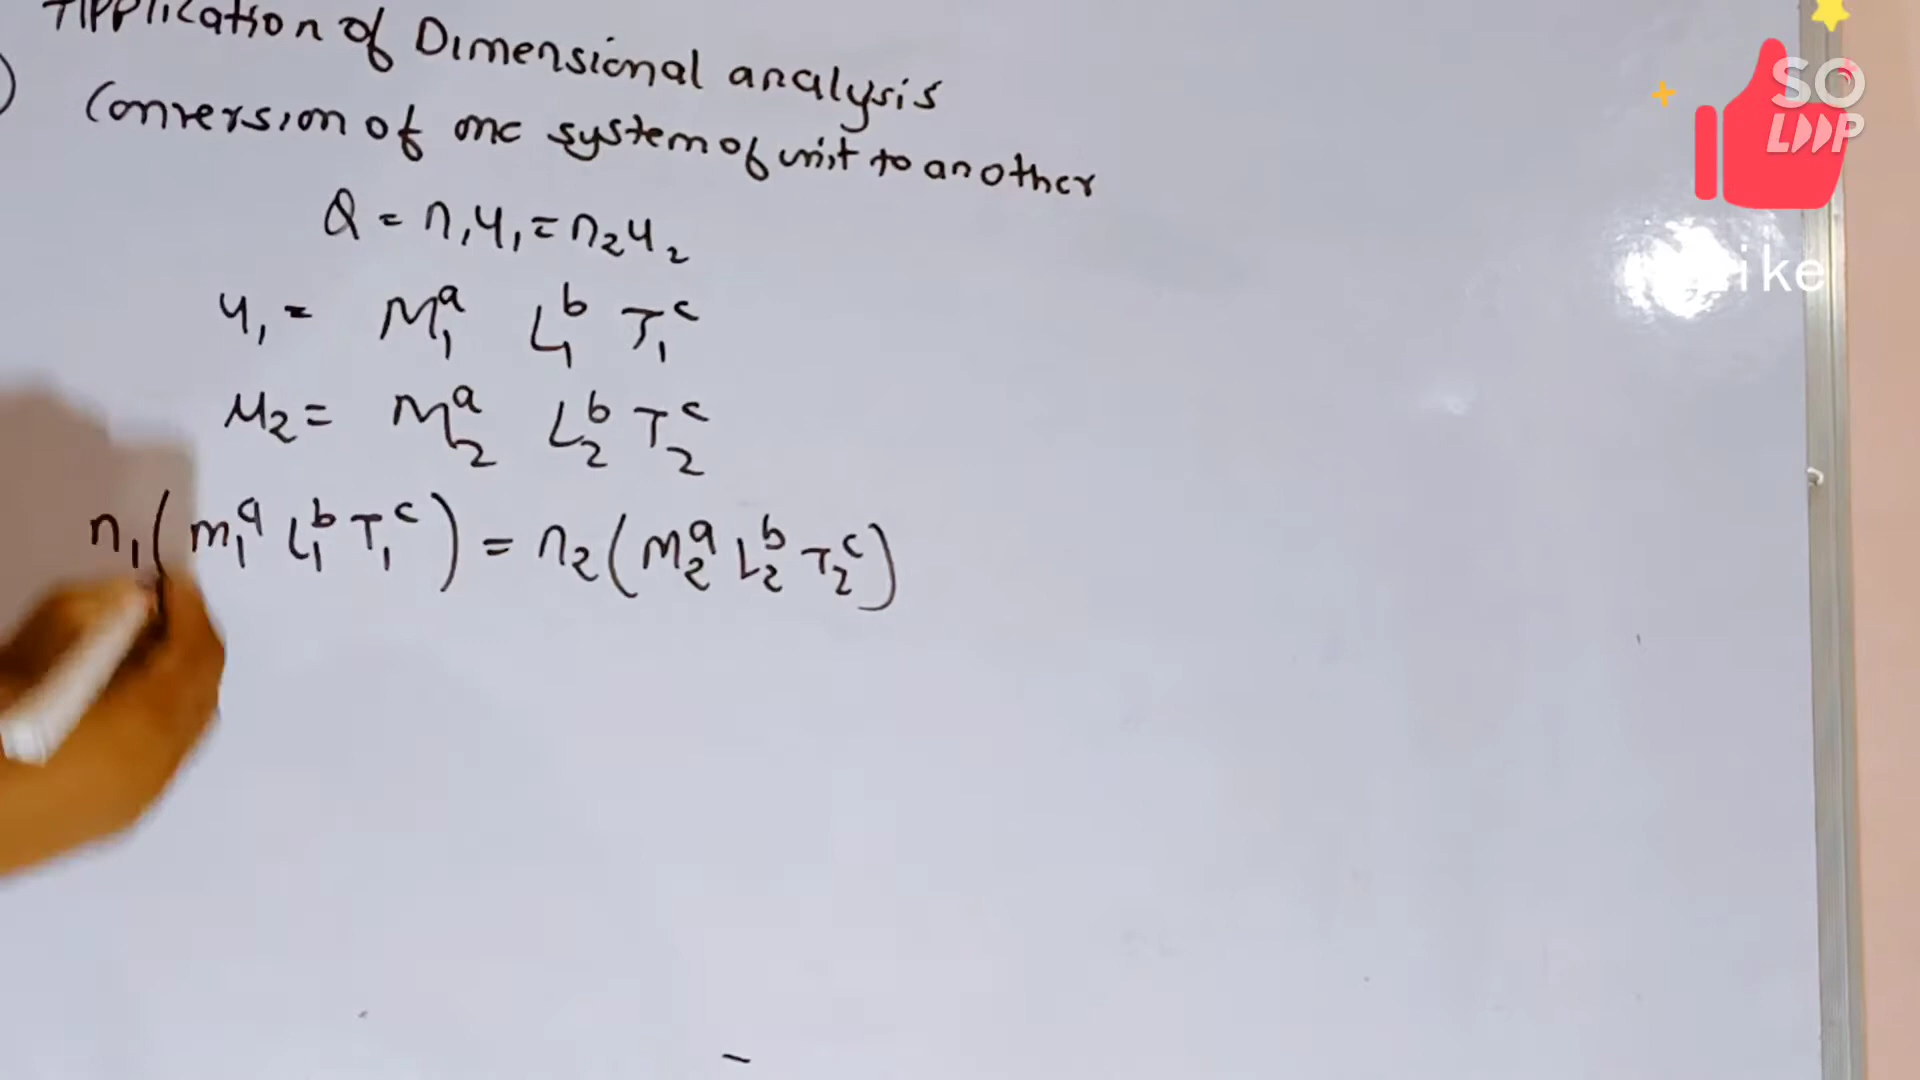 Application of Dimensional analysis
Conversion of one system of unit to another
Q = n₁u₁ = n₂u₂
u₁ = M₁ᵃ L₁ᵇ T₁ᶜ
u₂ = M₂ᵃ L₂ᵇ T₂ᶜ
n₁(M₁ᵃ L₁ᵇ T₁ᶜ) = n₂(M₂ᵃ L₂ᵇ T₂ᶜ)
SO
LOOP